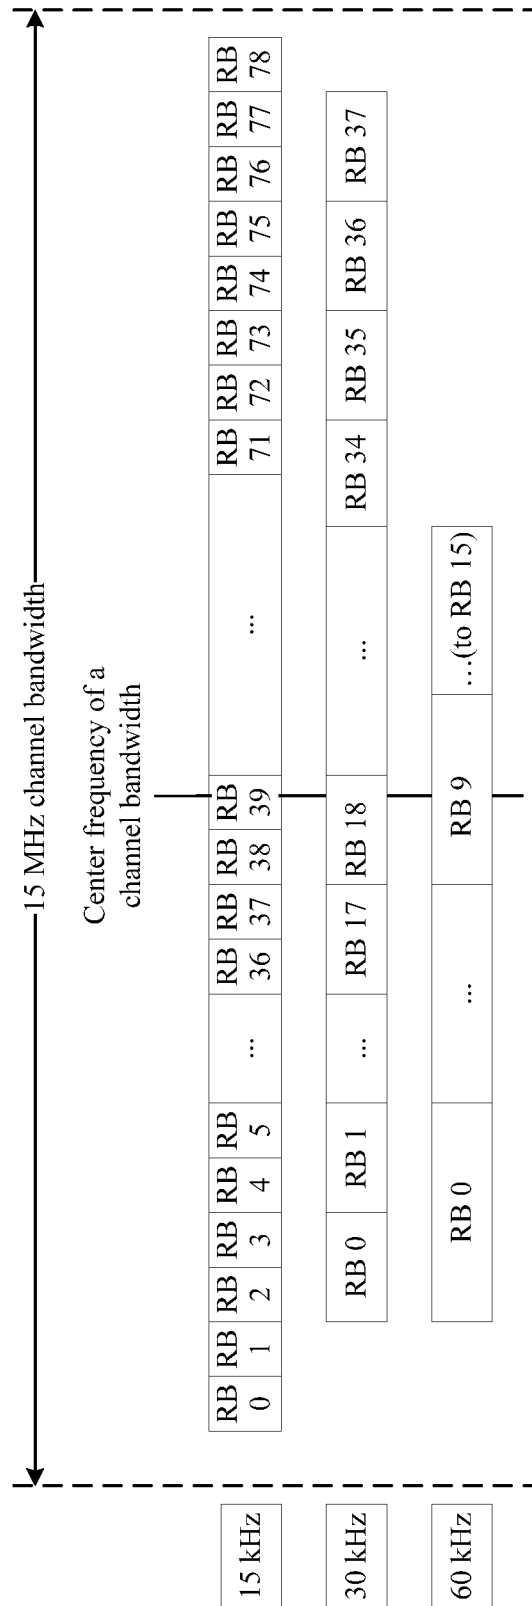 15 MHz channel bandwidth
Center frequency of a
channel bandwidth
15 kHz
RB 0
RB 1
RB 2
RB 3
RB 4
RB 5
...
RB 36
RB 37
RB 38
RB 39
...
RB 71
RB 72
RB 73
RB 74
RB 75
RB 76
RB 77
RB 78
30 kHz
RB 0
RB 1
...
RB 17
RB 18
...
RB 34
RB 35
RB 36
RB 37
60 kHz
RB 0
...
RB 9
...(to RB 15)